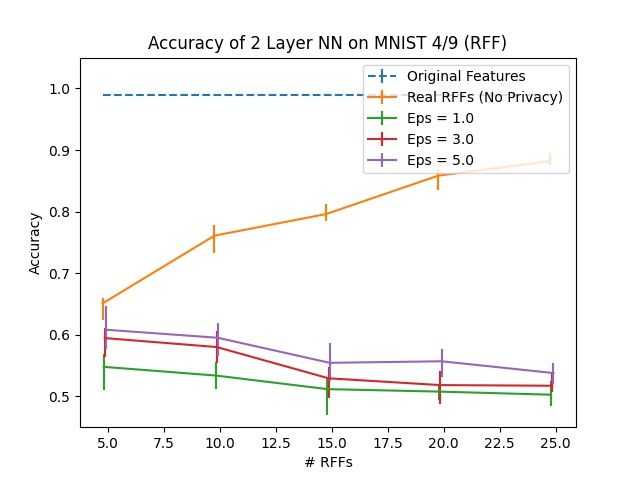 Accuracy of 2 Layer NN on MNIST 4/9 (RFF)
Original Features
Real RFFs (No Privacy)
Eps = 1.0
Eps = 3.0
Eps = 5.0
Accuracy
1.0
0.9
0.8
0.7
0.6
0.5
5.0 7.5 10.0 12.5 15.0 17.5 20.0 22.5 25.0
# RFFs